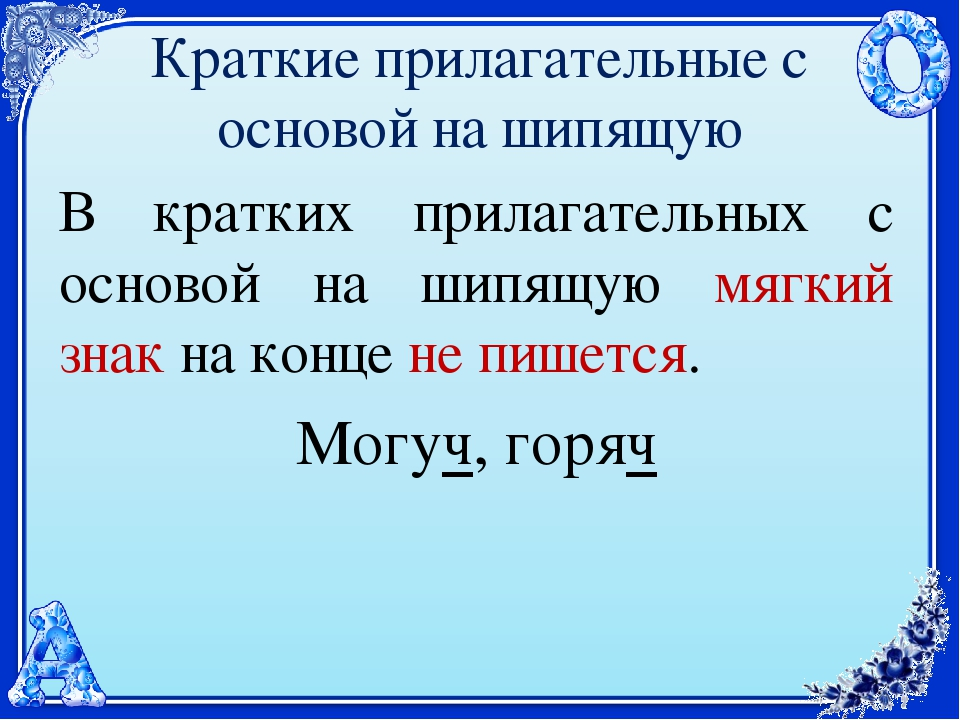 Краткие прилагательные с
основой на шипящую
В кратких прилагательных с
основой на шипящую мягкий
знак на конце не пишется.
Могуч, горяч
О
А